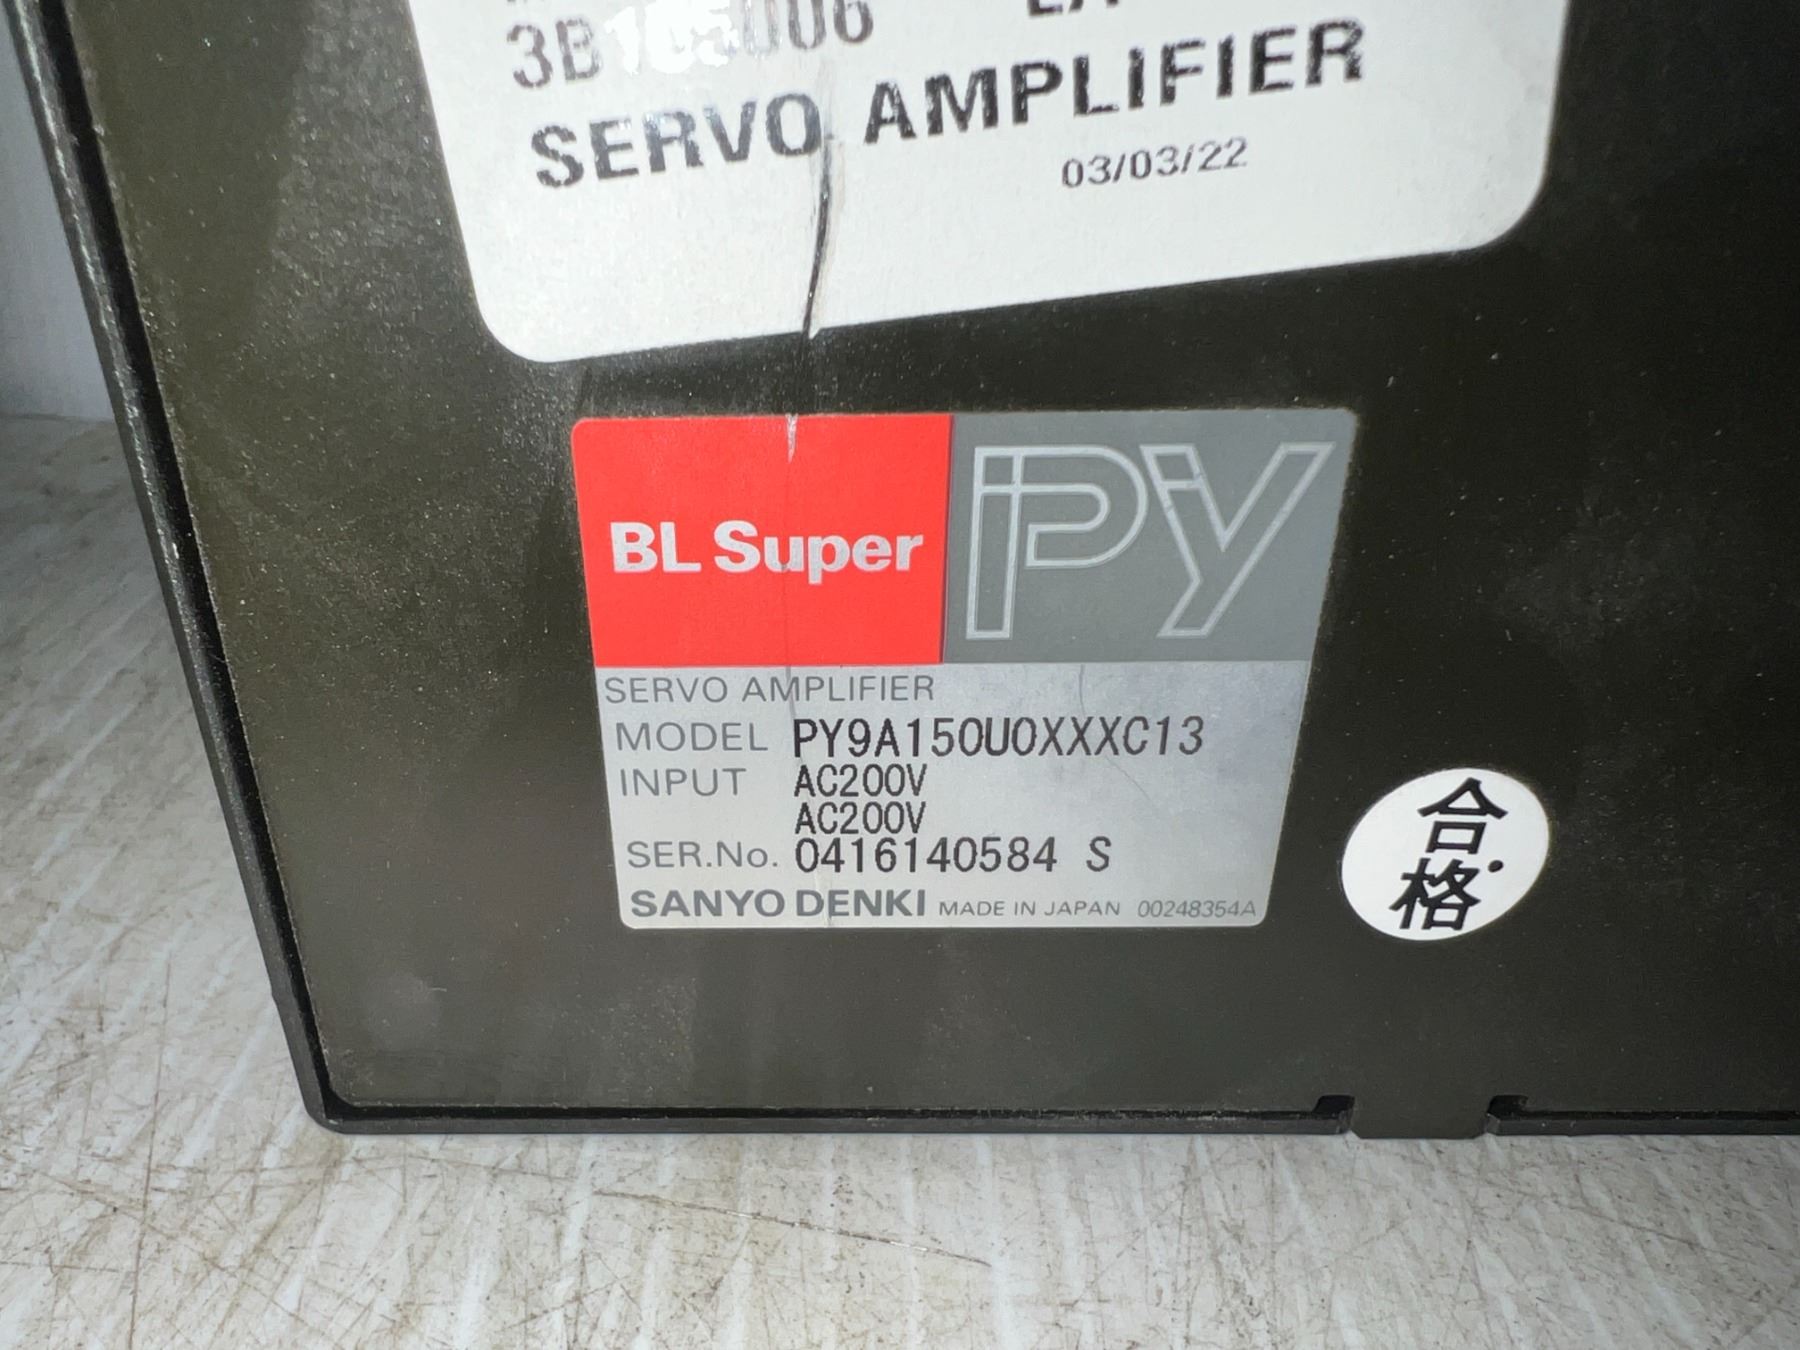 SERVO AMPLIFIER
03/03/22
BL Super PY
SERVO AMPLIFIER
MODEL PY9A150U0XXXC13
INPUT AC200V
AC200V
SER.No. 0416140584 S
SANYO DENKI MADE IN JAPAN 00248354A
合
格